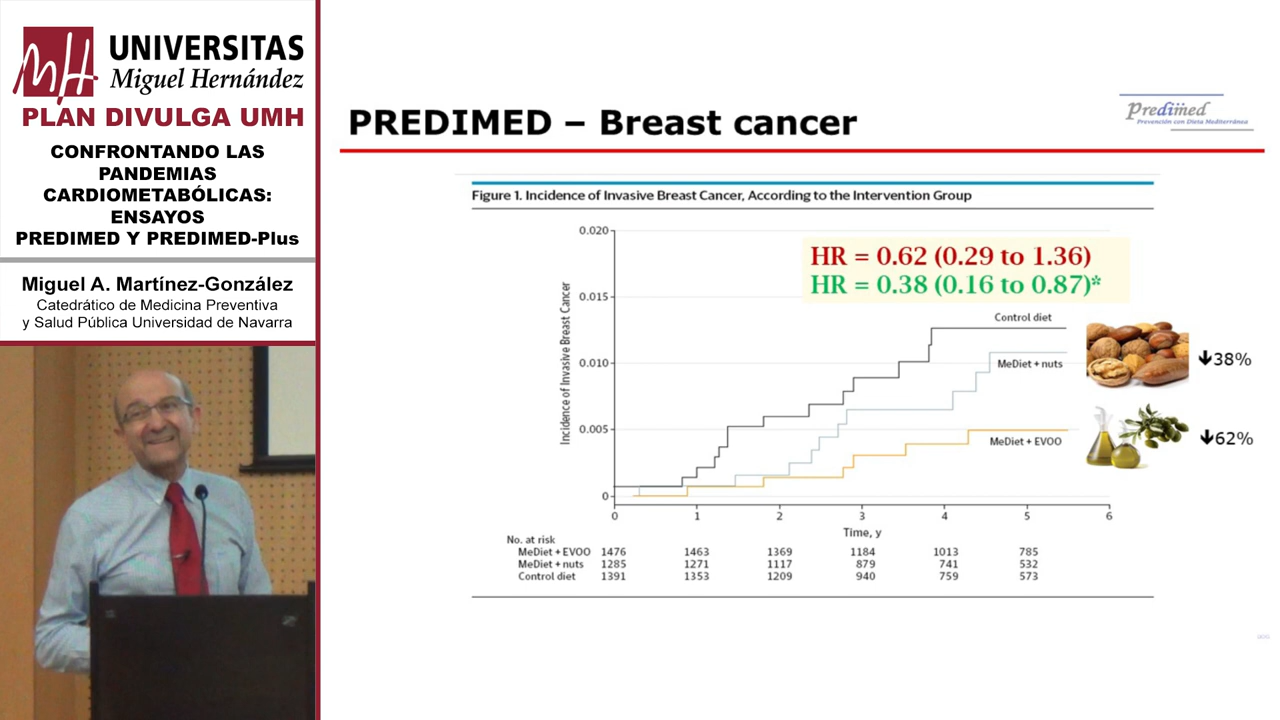 mH UNIVERSITAS
Miguel Hernández
PLAN DIVULGA UMH
CONFRONTANDO LAS
PANDEMIAS
CARDIOMETABÓLICAS:
ENSAYOS
PREDIMED Y PREDIMED-Plus
Miguel A. Martínez-González
Catedrático de Medicina Preventiva
y Salud Pública Universidad de Navarra
PREDIMED – Breast cancer
Predimed
Prevención con Dieta Mediterránea
Figure 1. Incidence of Invasive Breast Cancer, According to the Intervention Group
HR = 0.62 (0.29 to 1.36)
HR = 0.38 (0.16 to 0.87)*
Incidence of Invasive Breast Cancer
0.020
0.015
0.010
0.005
0
Control diet
MeDiet + nuts
MeDiet + EVOO
↓38%
↓62%
0 1 2 3 4 5 6
Time, y
No. at risk
MeDiet + EVOO 1476 1463 1369 1184 1013 785
MeDiet + nuts 1285 1271 1117 879 741 532
Control diet 1391 1353 1209 940 759 573